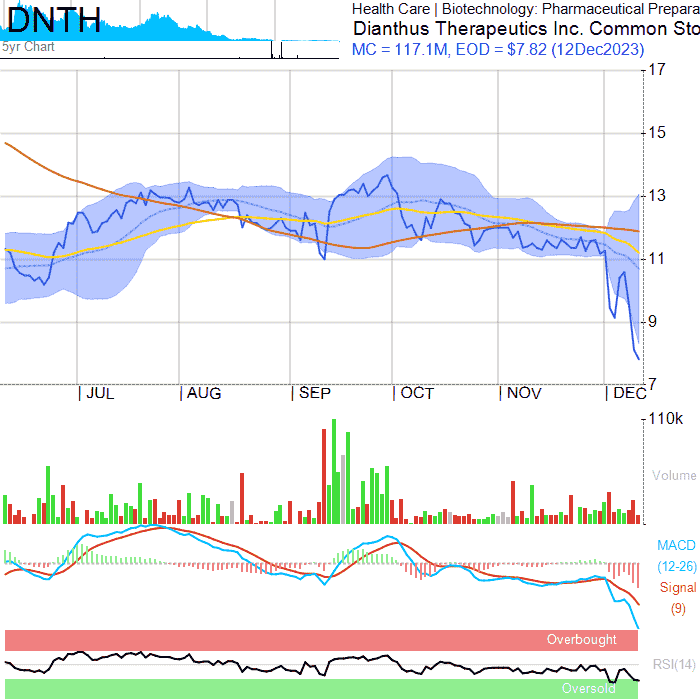 DNTH
Health Care | Biotechnology: Pharmaceutical Prepara
Dianthus Therapeutics Inc. Common Sto
5yr Chart
MC = 117.1M, EOD = $7.82 (12Dec2023)
17
15
13
11
9
7
| JUL | AUG | SEP | OCT | NOV | DEC
110k
Volume
MACD
(12-26)
Signal
(9)
Overbought
RSI(14)
Oversold